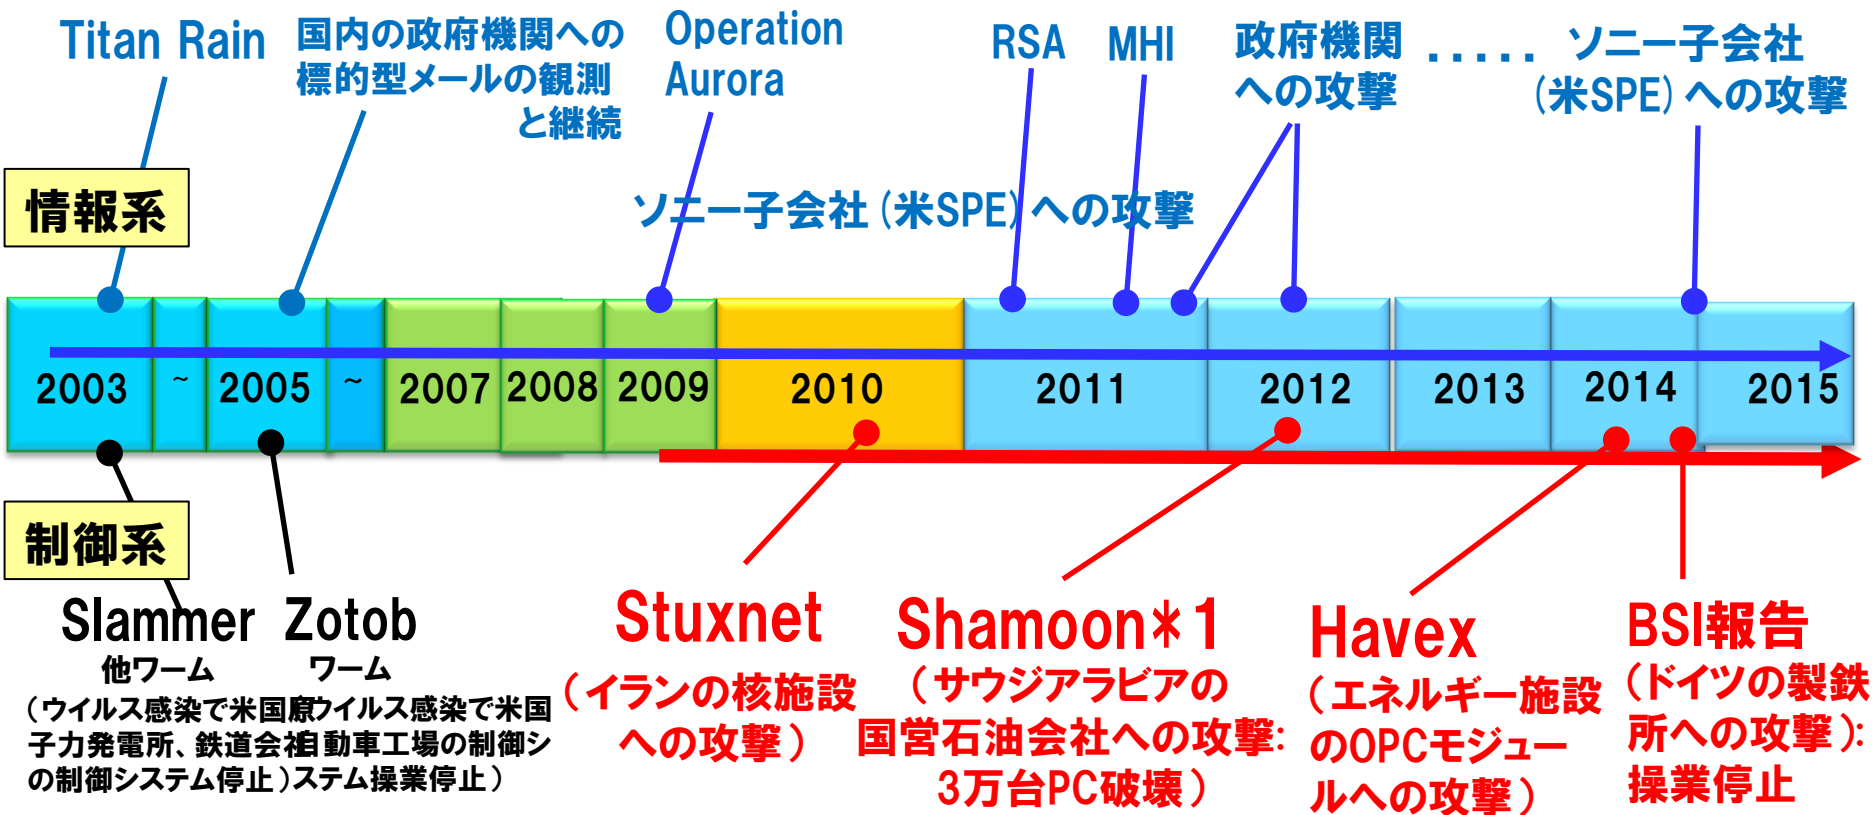 Titan Rain
国内の政府機関への
標的型メールの観測
と継続
Operation
Aurora
RSA
MHI
政府機関
への攻撃
.....
ソニー子会社
(米SPE)への攻撃
情報系
ソニー子会社(米SPE)への攻撃
2003
~
2005
~
2007
2008
2009
2010
2011
2012
2013
2014
2015
制御系
Slammer
他ワーム
(ウイルス感染で米国原
子力発電所、鉄道会社
の制御システム停止)
Zotob
ワーム
ウイルス感染で米国
自動車工場の制御シ
ステム操業停止)
Stuxnet
(イランの核施設
への攻撃)
Shamoon*1
(サウジアラビアの
国営石油会社への攻撃:
3万台PC破壊)
Havex
(エネルギー施設
のOPCモジュー
ルへの攻撃)
BSI報告
(ドイツの製鉄
所への攻撃):
操業停止